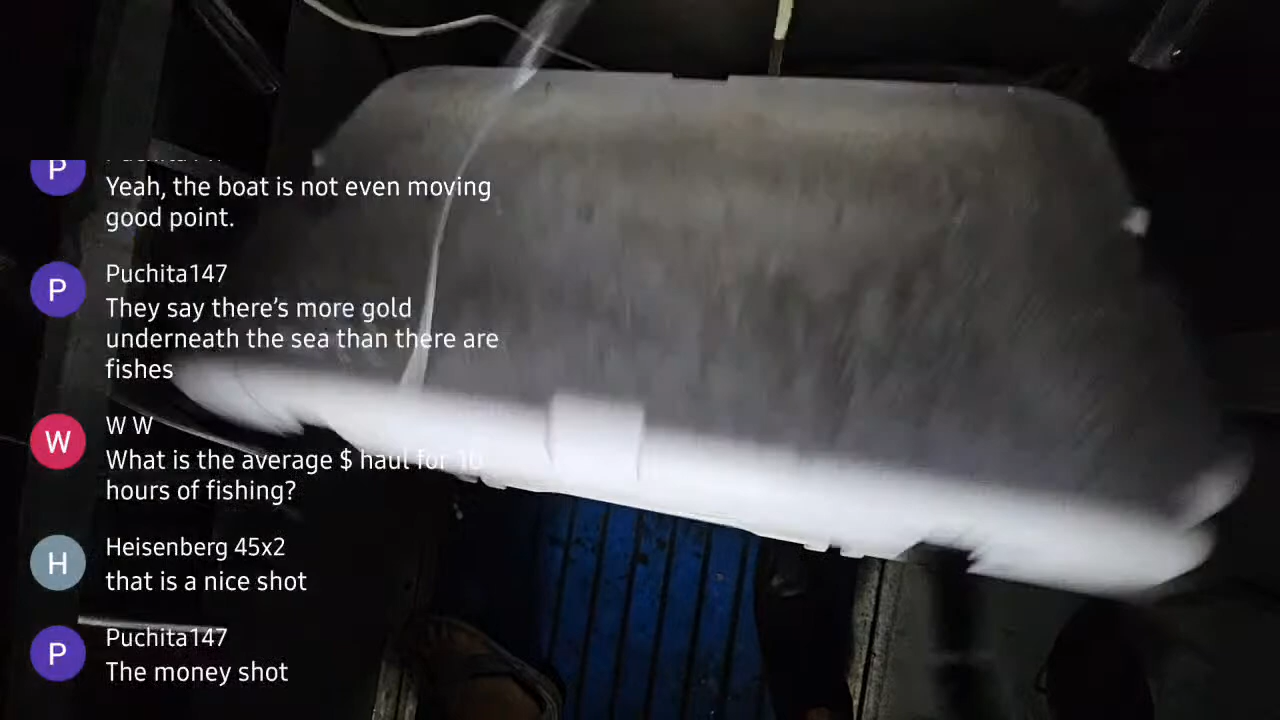 P
Yeah, the boat is not even moving
good point.
P
Puchita147
They say there's more gold
underneath the sea than there are
fishes
W
W W
What is the average $ haul for 10
hours of fishing?
H
Heisenberg 45x2
that is a nice shot
P
Puchita147
The money shot